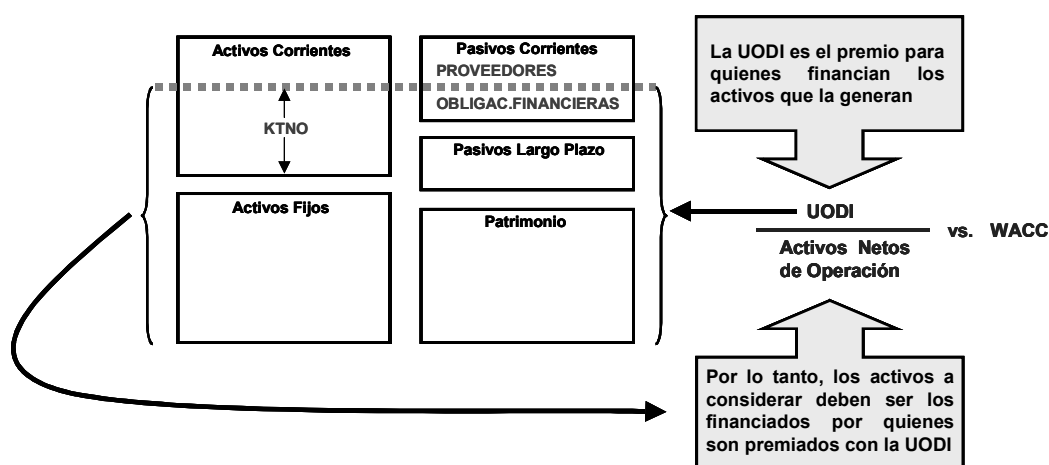 Activos Corrientes
KTNO
Activos Fijos
Pasivos Corrientes
PROVEEDORES
OBLIGAC.FINANCIERAS
Pasivos Largo Plazo
Patrimonio
La UODI es el premio para
quienes financian los
activos que la generan
UODI
Activos Netos
de Operación
vs. WACC
Por lo tanto, los activos a
considerar deben ser los
financiados por quienes
son premiados con la UODI